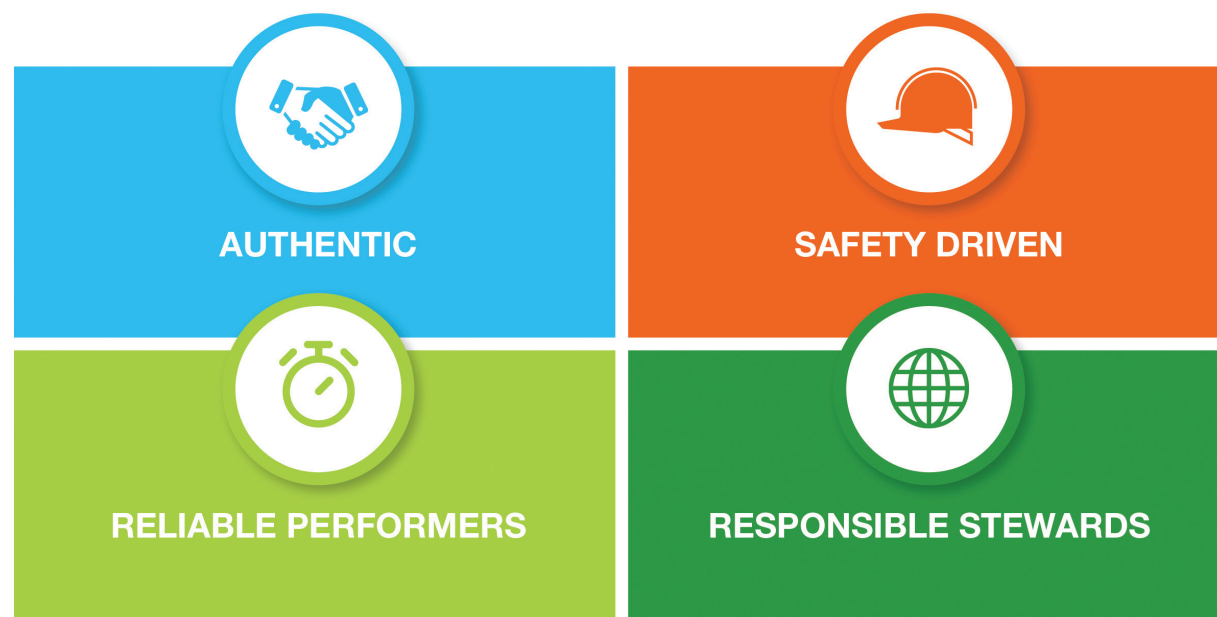 AUTHENTIC
SAFETY DRIVEN
RELIABLE PERFORMERS
RESPONSIBLE STEWARDS